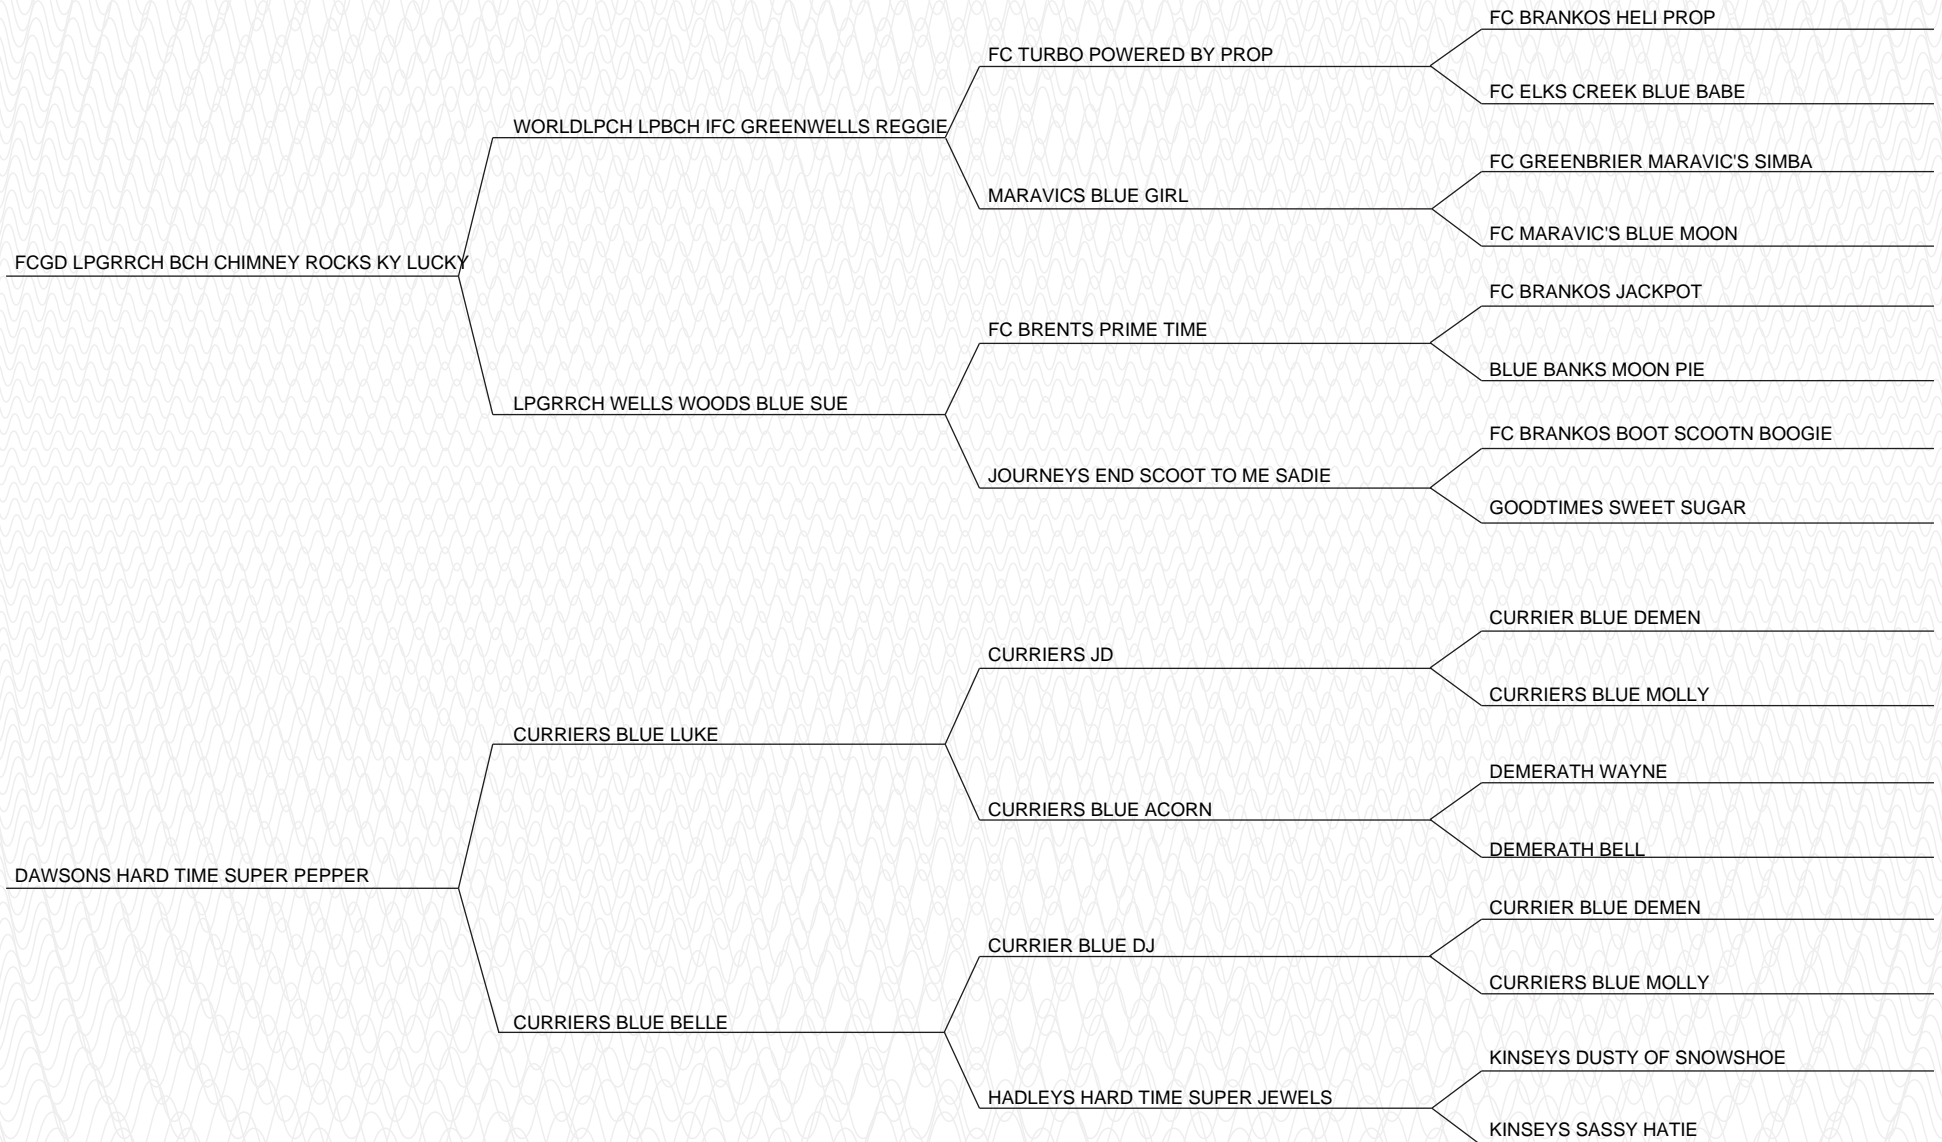 FC BRANKOS HELI PROP
FC TURBO POWERED BY PROP
FC ELKS CREEK BLUE BABE
WORLDLPCH LPBCH IFC GREENWELLS REGGIE
FC GREENBRIER MARAVIC'S SIMBA
MARAVICS BLUE GIRL
FC MARAVIC'S BLUE MOON
FCGD LPGRRCH BCH CHIMNEY ROCKS KY LUCKY
FC BRANKOS JACKPOT
FC BRENTS PRIME TIME
BLUE BANKS MOON PIE
LPGRRCH WELLS WOODS BLUE SUE
FC BRANKOS BOOT SCOOTN BOOGIE
JOURNEYS END SCOOT TO ME SADIE
GOODTIMES SWEET SUGAR
CURRIER BLUE DEMEN
CURRIERS JD
CURRIERS BLUE MOLLY
CURRIERS BLUE LUKE
DEMERATH WAYNE
CURRIERS BLUE ACORN
DEMERATH BELL
DAWSONS HARD TIME SUPER PEPPER
CURRIER BLUE DEMEN
CURRIER BLUE DJ
CURRIERS BLUE MOLLY
CURRIERS BLUE BELLE
KINSEYS DUSTY OF SNOWSHOE
HADLEYS HARD TIME SUPER JEWELS
KINSEYS SASSY HATIE